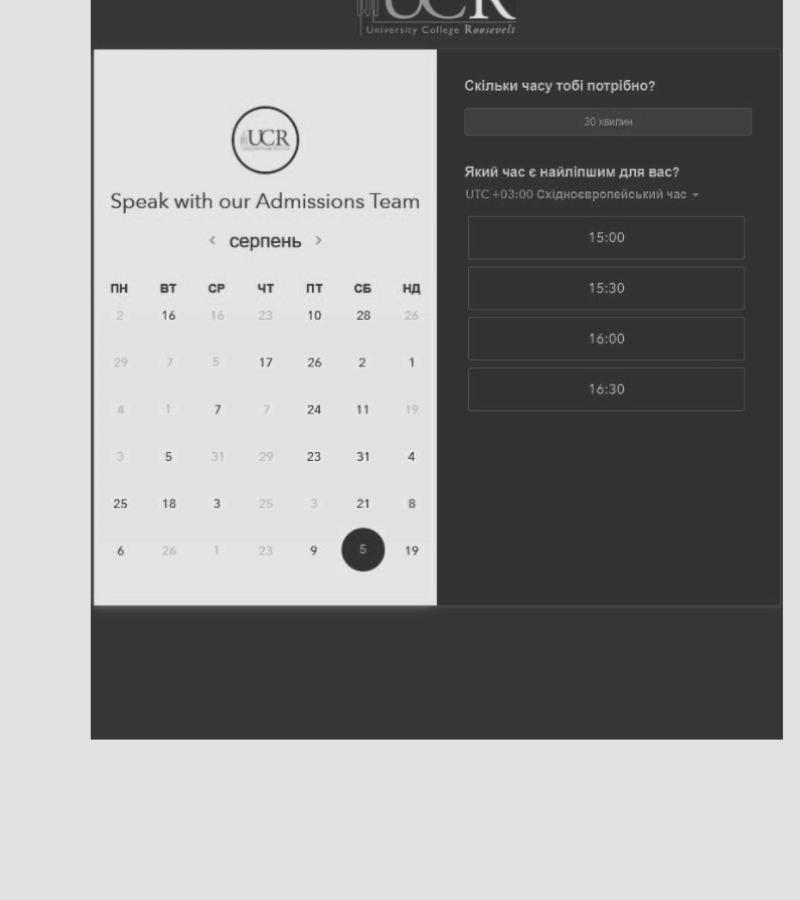 UCR
University College Roosevelt
UCR
Speak with our Admissions Team
серпень
ПН ВТ СР ЧТ ПТ СБ НД
2 16 16 23 10 28 26
29 7 5 17 26 2 1
4 1 7 7 24 11 19
3 5 31 29 23 31 4
25 18 3 25 3 21 8
6 26 1 23 9 5 19
Скільки часу тобі потрібно?
30 хвилин
Який час є найліпшим для вас?
UTC +03:00 Східноєвропейський час
15:00
15:30
16:00
16:30